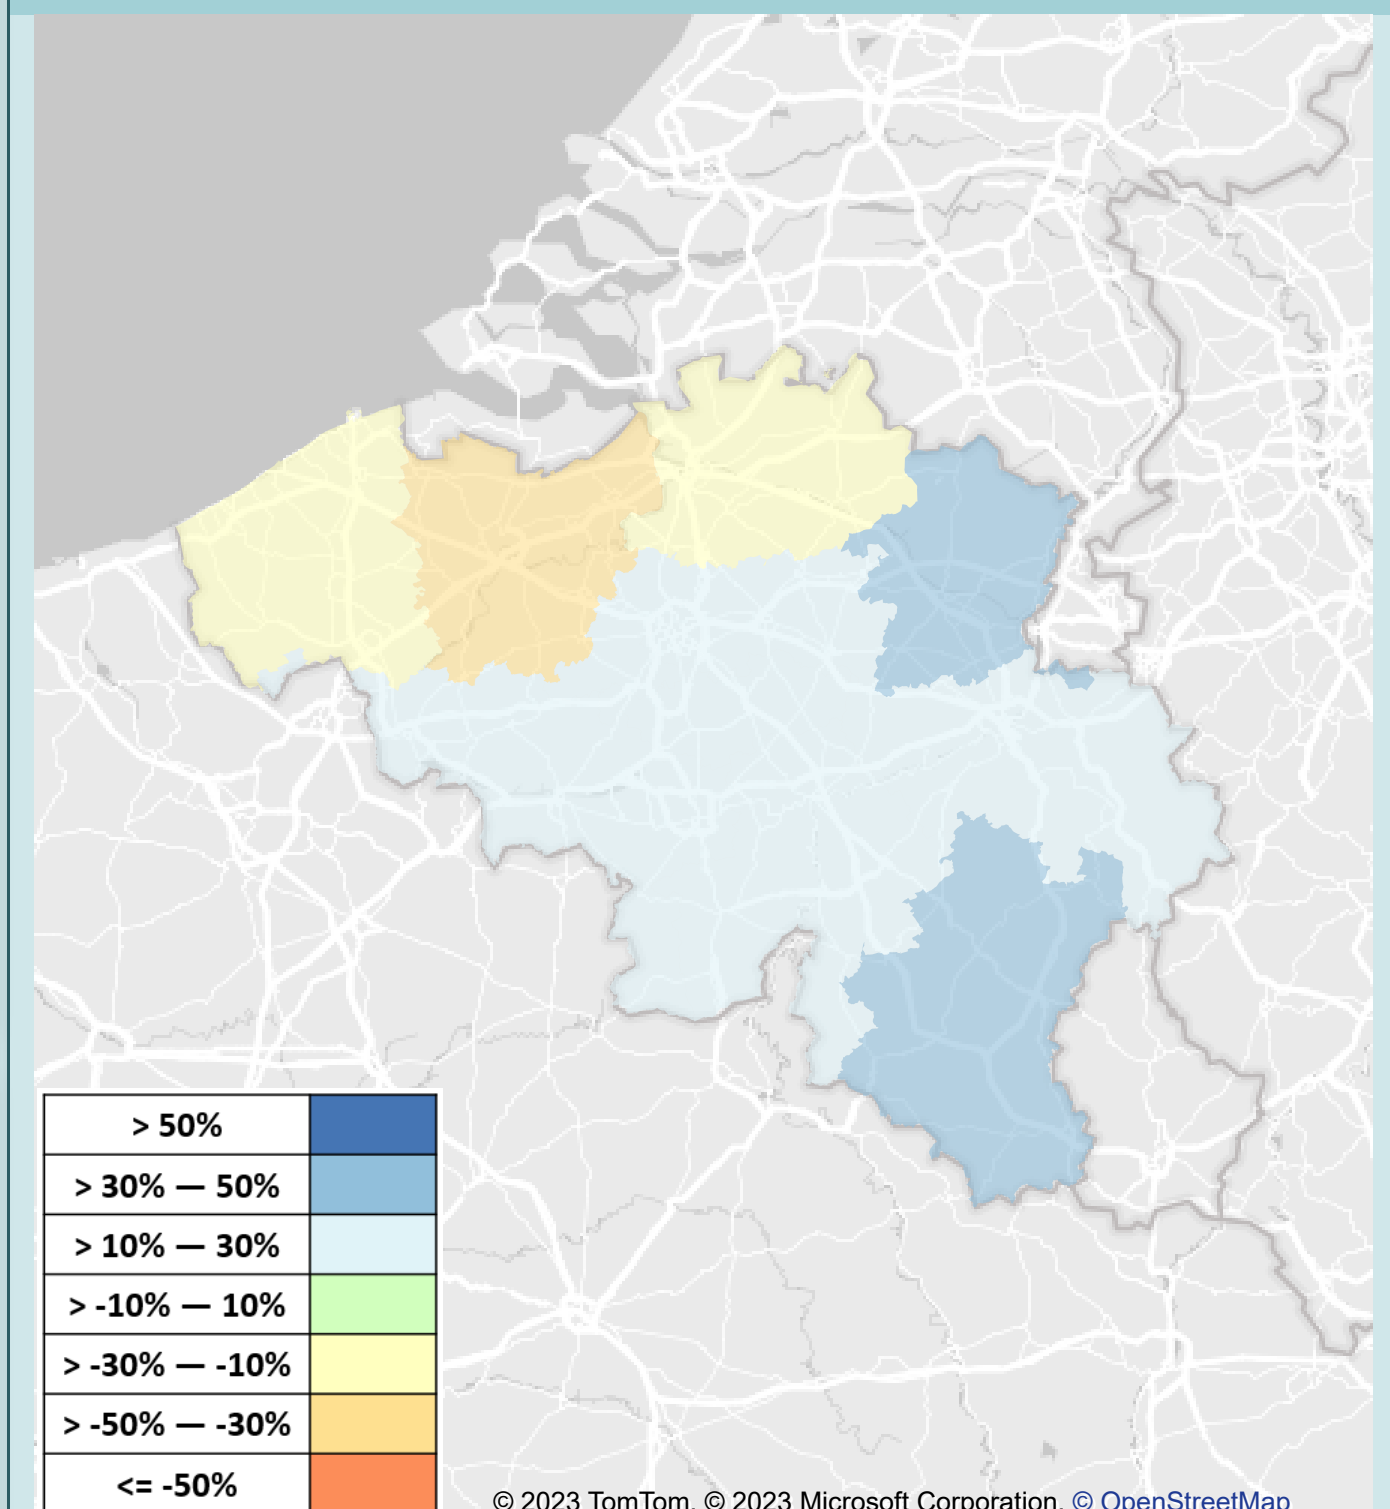 > 50%
> 30% — 50%
> 10% — 30%
> -10% — 10%
> -30% — -10%
> -50% — -30%
<= -50%
© 2023 TomTom, © 2023 Microsoft Corporation, © OpenStreetMap